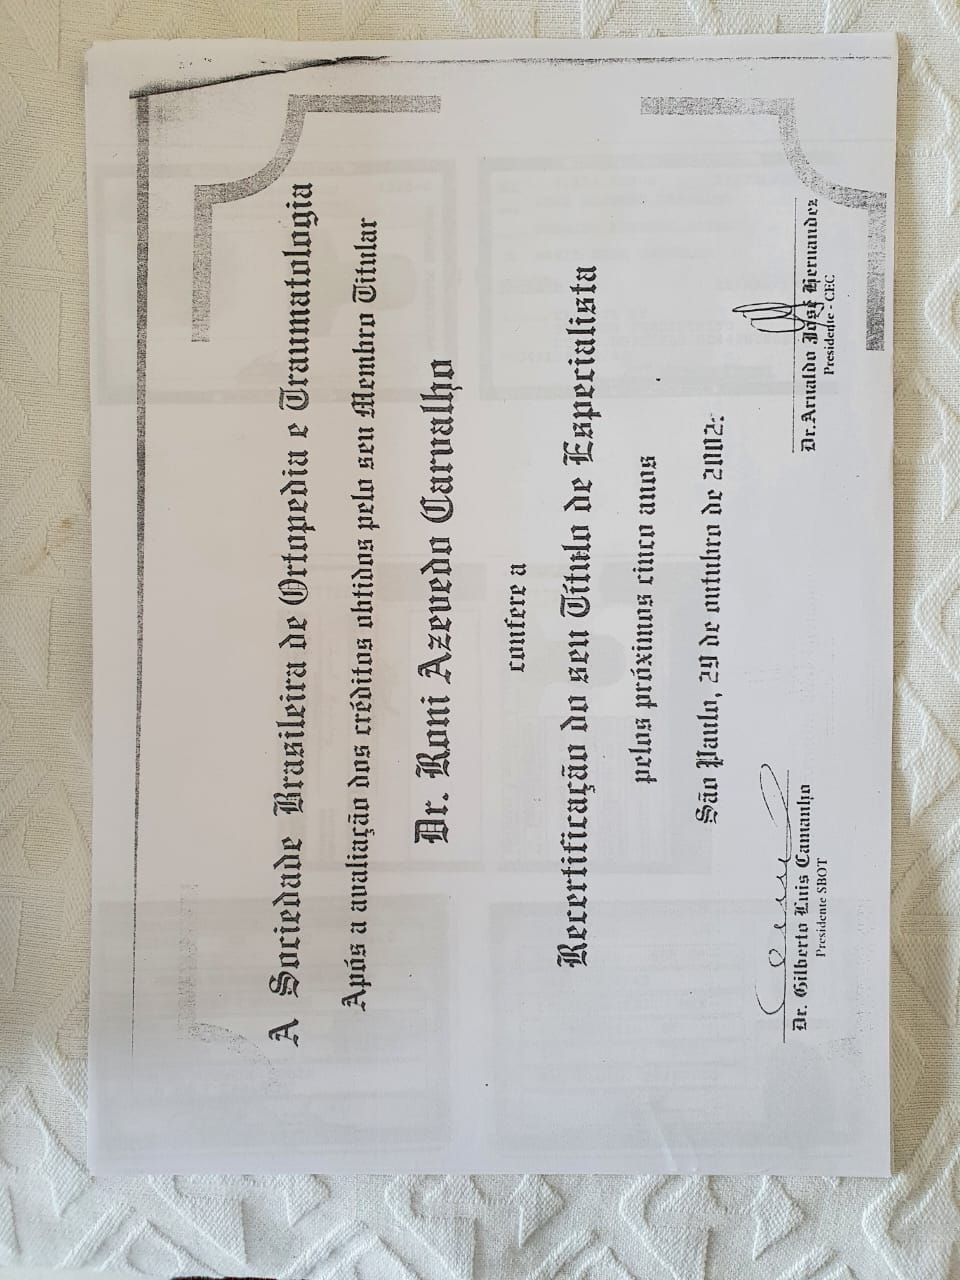 A Sociedade Brasileira de Ortopedia e Traumatologia
Após a avaliação dos créditos obtidos pelo seu Membro Titular
Dr. Roni Azevedo Carvalho
confere a
Recertificação do seu Título de Especialista
pelos próximos cinco anos
São Paulo, 29 de outubro de 2002.
Dr. Gilberto Luis Camanho
Presidente SBOT
Dr. Arnaldo José Hernandez
Presidente - CEC